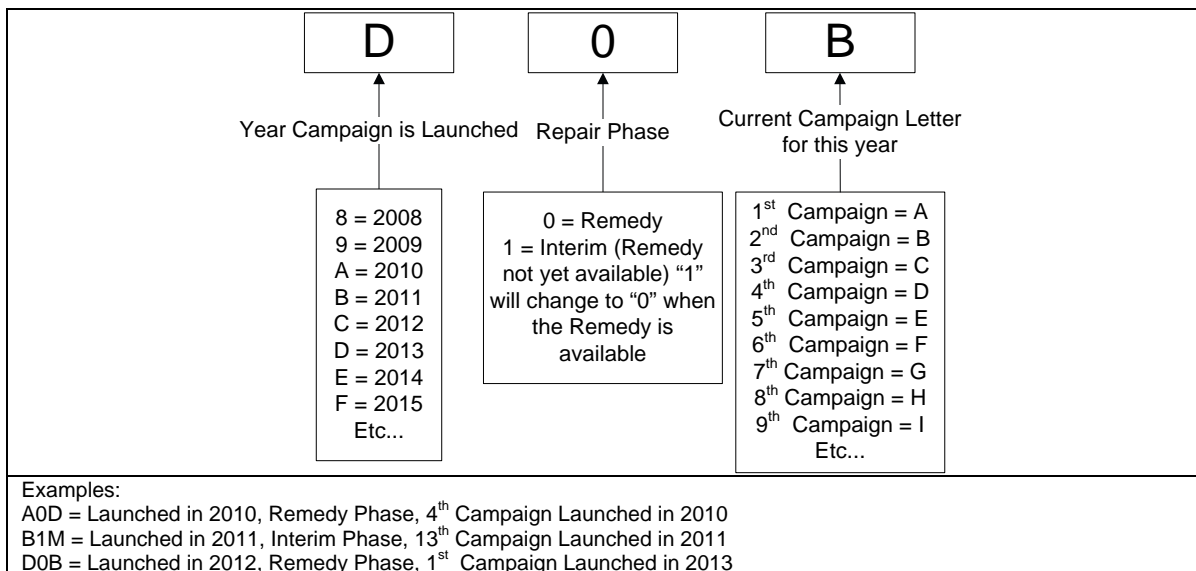 D 0 B
Year Campaign is Launched
Repair Phase
Current Campaign Letter
for this year
8 = 2008
9 = 2009
A = 2010
B = 2011
C = 2012
D = 2013
E = 2014
F = 2015
Etc...
0 = Remedy
1 = Interim (Remedy
not yet available) “1”
will change to “0” when
the Remedy is
available
1st Campaign = A
2nd Campaign = B
3rd Campaign = C
4th Campaign = D
5th Campaign = E
6th Campaign = F
7th Campaign = G
8th Campaign = H
9th Campaign = I
Etc...
Examples:
A0D = Launched in 2010, Remedy Phase, 4th Campaign Launched in 2010
B1M = Launched in 2011, Interim Phase, 13th Campaign Launched in 2011
D0B = Launched in 2012, Remedy Phase, 1st Campaign Launched in 2013